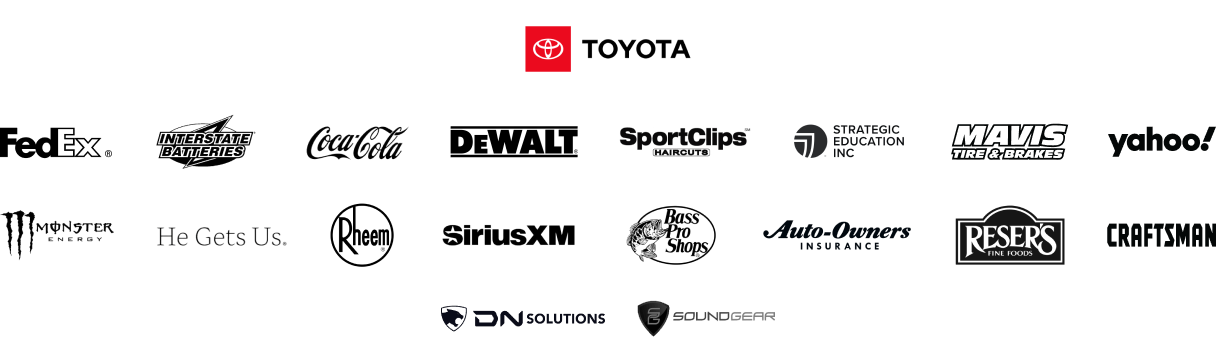 TOYOTA
FedEx®
INTERSTATE
BATTERIES
Coca-Cola
DEWALT
SportClips
HAIRCUTS
STRATEGIC
EDUCATION
INC
MAVIS
TIRE & BRAKES
yahoo!
MONSTER
ENERGY
He Gets Us.
Rheem
SiriusXM
Bass
Pro
Shops
Auto-Owners
INSURANCE
RESER'S
FINE FOODS
CRAFTSMAN
DN SOLUTIONS
SG SOUNDGEAR